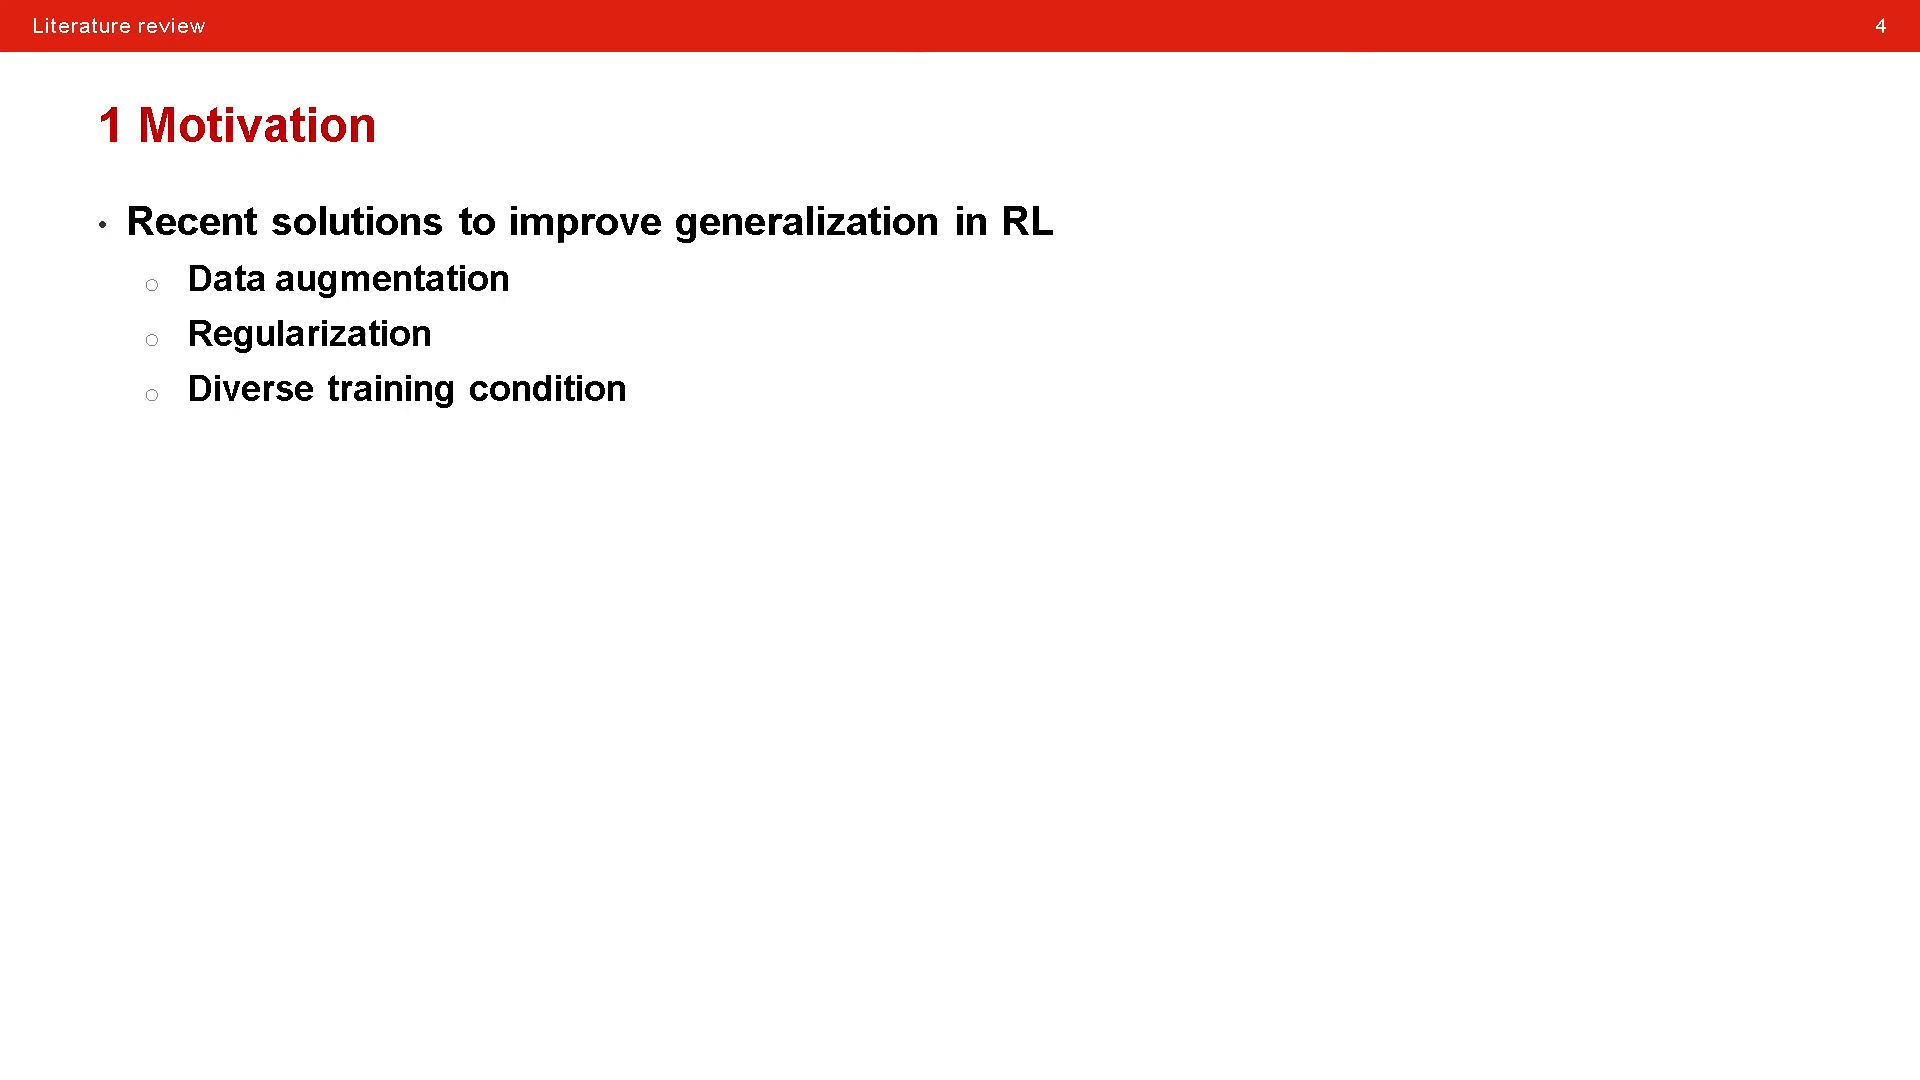 Literature review
4
1 Motivation
• Recent solutions to improve generalization in RL
o Data augmentation
o Regularization
o Diverse training condition